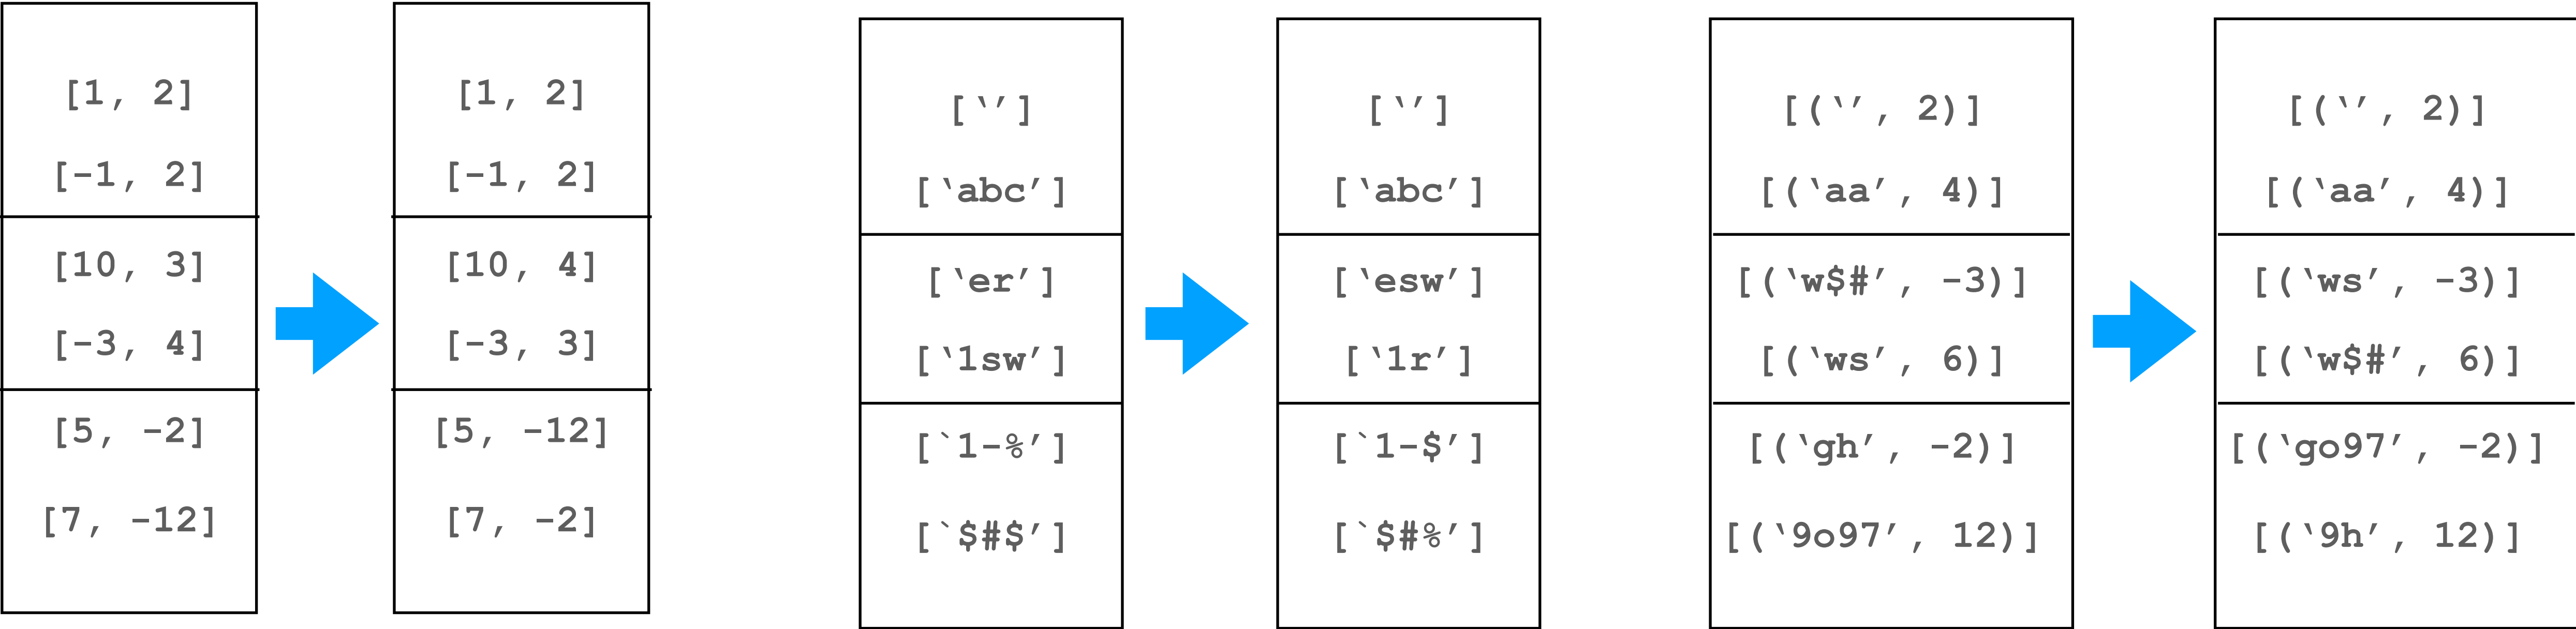 [1, 2]
[-1, 2]
[10, 3]
[-3, 4]
[5, -2]
[7, -12]
[1, 2]
[-1, 2]
[10, 4]
[-3, 3]
[5, -12]
[7, -2]
[‘’]
[‘abc’]
[‘er’]
[‘1sw’]
[`1-%’]
[`$#$’]
[‘’]
[‘abc’]
[‘esw’]
[‘1r’]
[`1-$’]
[`$#%’]
[(‘’, 2)]
[(‘aa’, 4)]
[(‘w$#’, -3)]
[(‘ws’, 6)]
[(‘gh’, -2)]
[(‘9o97’, 12)]
[(‘’, 2)]
[(‘aa’, 4)]
[(‘ws’, -3)]
[(‘w$#’, 6)]
[(‘go97’, -2)]
[(‘9h’, 12)]